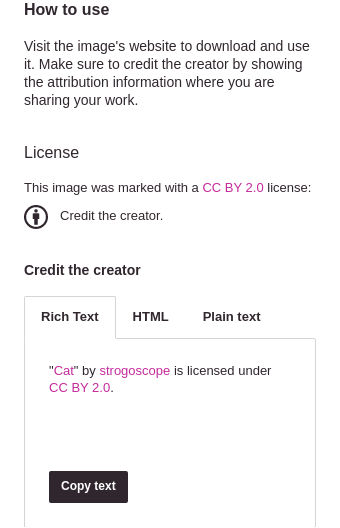 How to use
Visit the image's website to download and use
it. Make sure to credit the creator by showing
the attribution information where you are
sharing your work.
License
This image was marked with a CC BY 2.0 license:
Credit the creator.
Credit the creator
Rich Text HTML Plain text
"Cat" by strogoscope is licensed under
CC BY 2.0.
Copy text